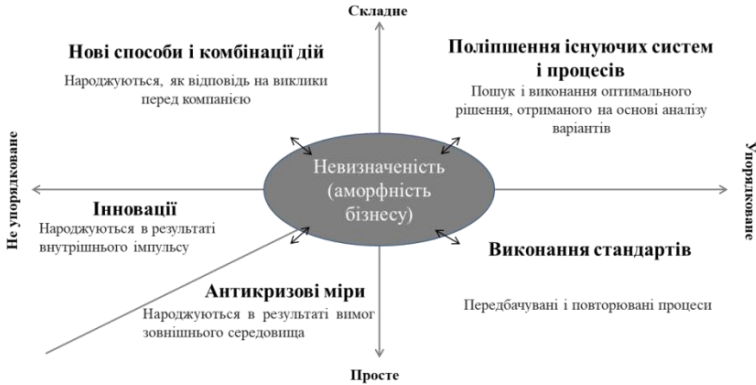 Складне
Нові способи і комбінації дій
Народжуються, як відповідь на виклики
перед компанією
Поліпшення існуючих систем
і процесів
Пошук і виконання оптимального
рішення, отриманого на основі аналізу
варіантів
Не упорядковане
Невизначеність
(аморфність
бізнесу)
Упорядковане
Інновації
Народжуються в результаті
внутрішнього імпульсу
Антикризові міри
Народжуються в результаті вимог
зовнішнього середовища
Виконання стандартів
Передбачувані і повторювані процеси
Просте